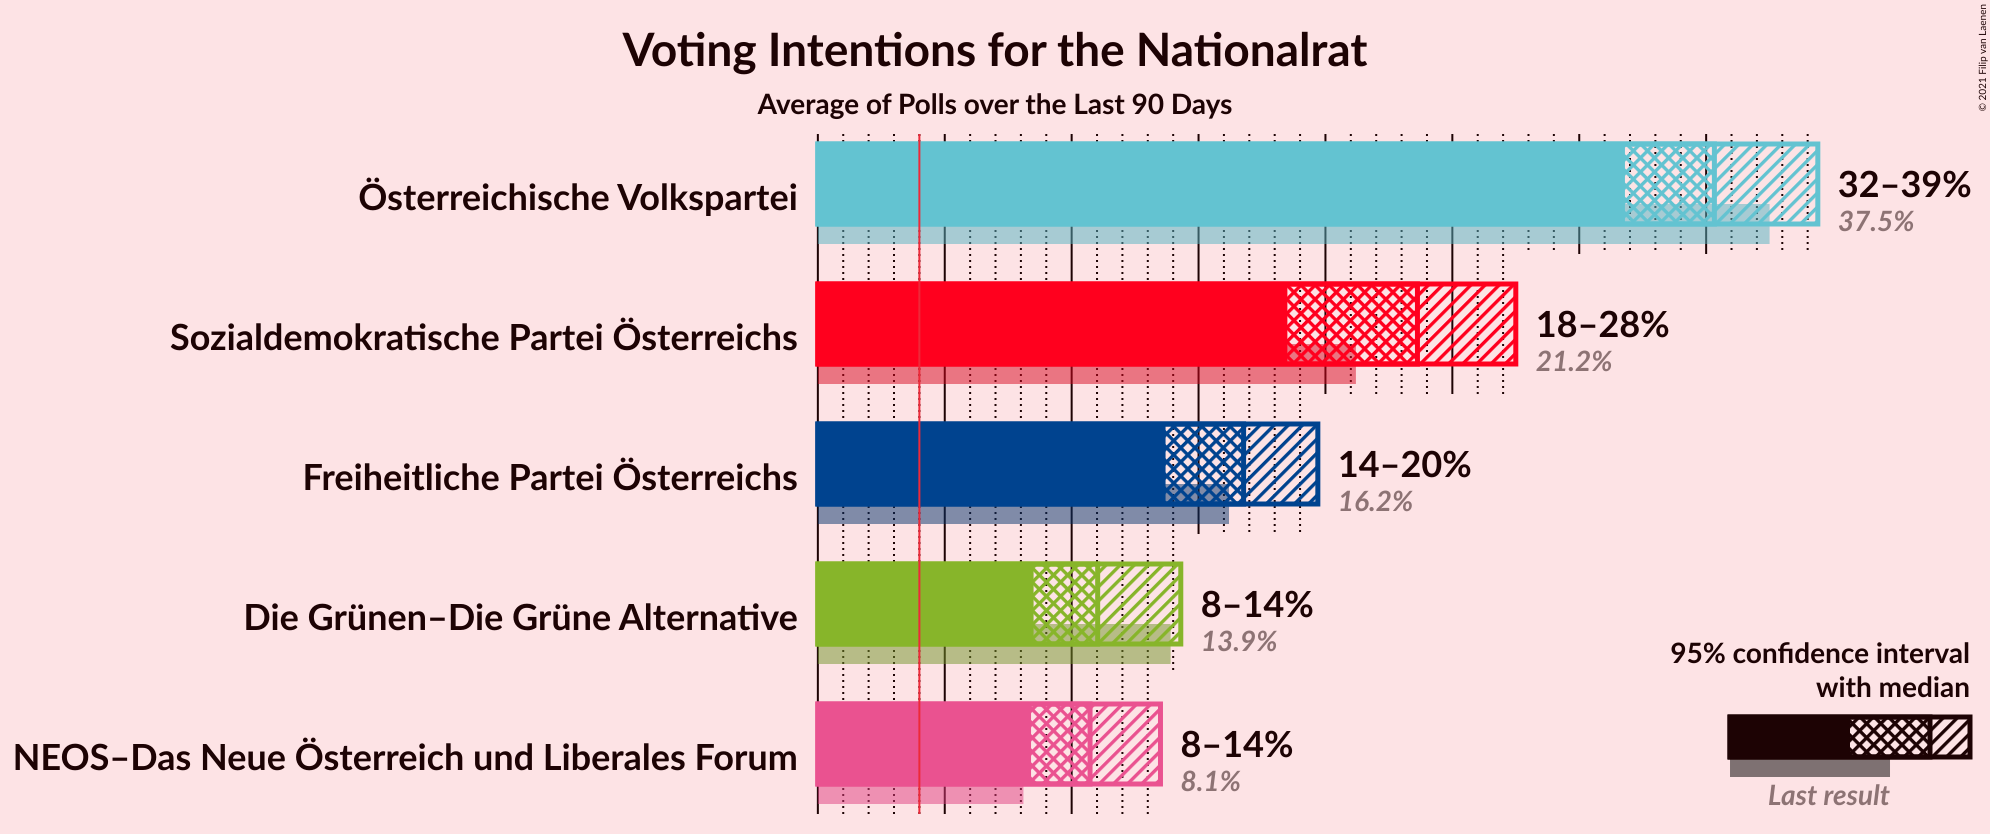 Voting Intentions for the Nationalrat
Average of Polls over the Last 90 Days
© 2021 Filip van Laenen
Österreichische Volkspartei
32–39%
37.5%
Sozialdemokratische Partei Österreichs
18–28%
21.2%
Freiheitliche Partei Österreichs
14–20%
16.2%
Die Grünen–Die Grüne Alternative
8–14%
13.9%
NEOS–Das Neue Österreich und Liberales Forum
8–14%
8.1%
95% confidence interval
with median
Last result